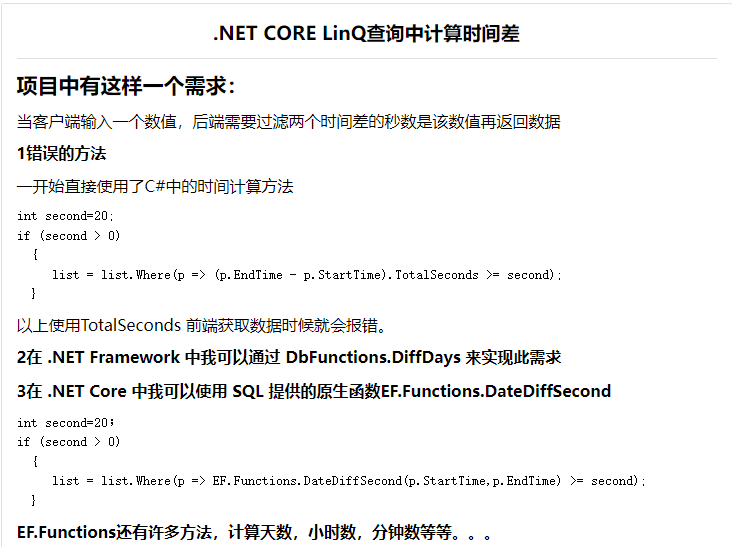 .NET CORE LinQ查询中计算时间差
项目中有这样一个需求：
当客户端输入一个数值，后端需要过滤两个时间差的秒数是该数值再返回数据
1错误的方法
一开始直接使用了C#中的时间计算方法
int second=20;
if (second > 0)
{
list = list.Where(p => (p.EndTime - p.StartTime).TotalSeconds >= second);
}
以上使用TotalSeconds 前端获取数据时候就会报错。
2在 .NET Framework 中我可以通过 DbFunctions.DiffDays 来实现此需求
3在 .NET Core 中我可以使用 SQL 提供的原生函数EF.Functions.DateDiffSecond
int second=20；
if (second > 0)
{
list = list.Where(p => EF.Functions.DateDiffSecond(p.StartTime,p.EndTime) >= second);
}
EF.Functions还有许多方法，计算天数，小时数，分钟数等等。。。